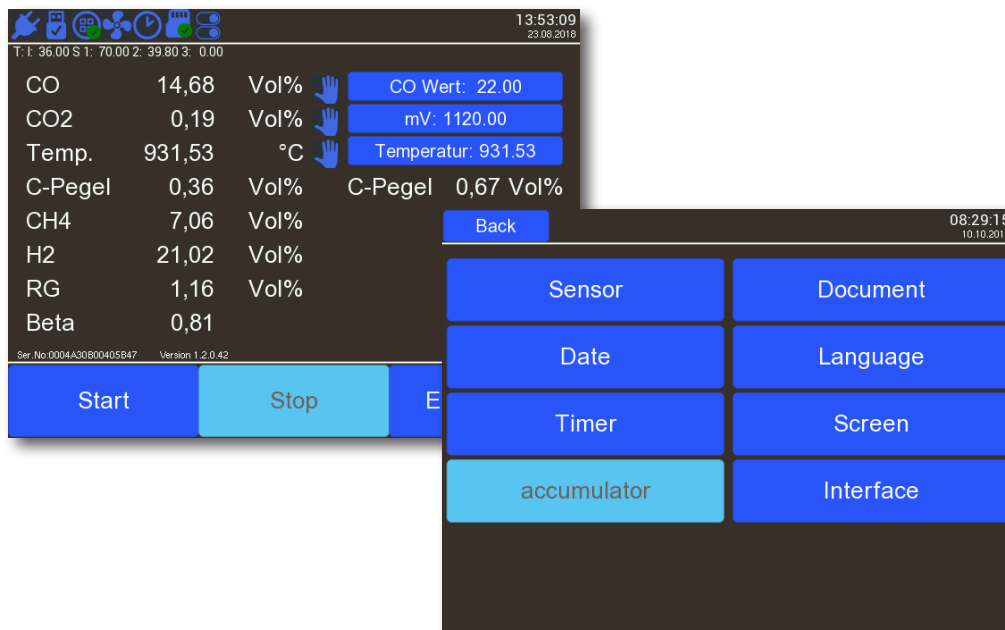 13:53:09
23.08.2018
T: I: 36.00 S 1: 70.00 2: 39.80 3: 0.00
CO 14,68 Vol% CO Wert: 22.00
CO2 0,19 Vol% mV: 1120.00
Temp. 931,53 °C Temperatur: 931.53
C-Pegel 0,36 Vol% C-Pegel 0,67 Vol%
CH4 7,06 Vol%
H2 21,02 Vol%
RG 1,16 Vol%
Beta 0,81
Ser.No:0004A30B00405B47 Version 1.2.0.42
Start Stop E
Back 08:29:15
10.10.201
Sensor Document
Date Language
Timer Screen
accumulator Interface